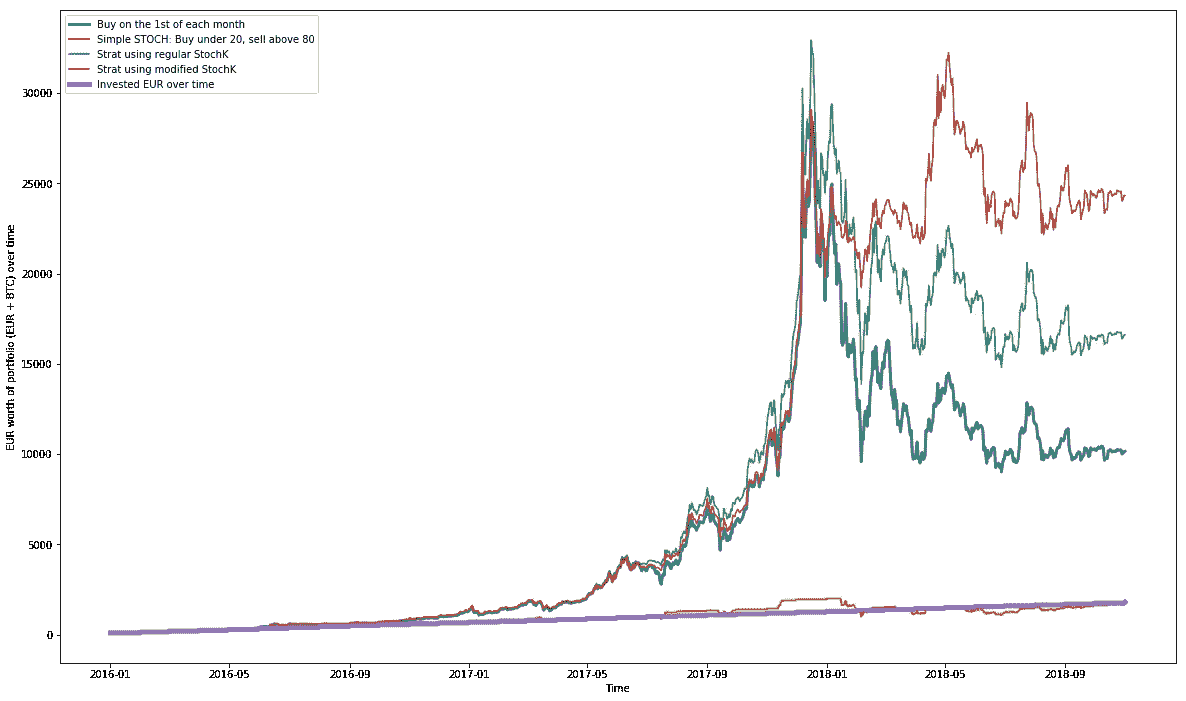 Buy on the 1st of each month
Simple STOCH: Buy under 20, sell above 80
Strat using regular StochK
Strat using modified StochK
Invested EUR over time
EUR worth of portfolio (EUR + BTC) over time
30000
25000
20000
15000
10000
5000
0
2016-01 2016-05 2016-09 2017-01 2017-05 2017-09 2018-01 2018-05 2018-09
Time